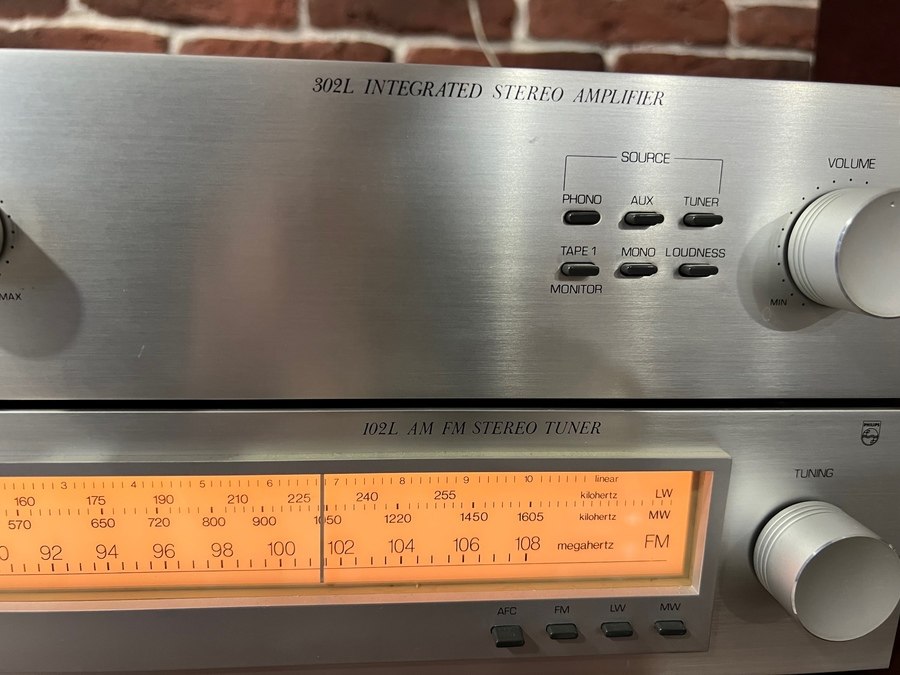 302L INTEGRATED STEREO AMPLIFIER
SOURCE
VOLUME
PHONO AUX TUNER
TAPE 1 MONO LOUDNESS
MONITOR
MAX
MIN
102L AM FM STEREO TUNER
PHILIPS
TUNING
3 4 5 6 7 8 9 10 linear
160 175 190 210 225 240 255 kilohertz LW
570 650 720 800 900 1050 1220 1450 1605 kilohertz MW
92 94 96 98 100 102 104 106 108 megahertz FM
AFC FM LW MW